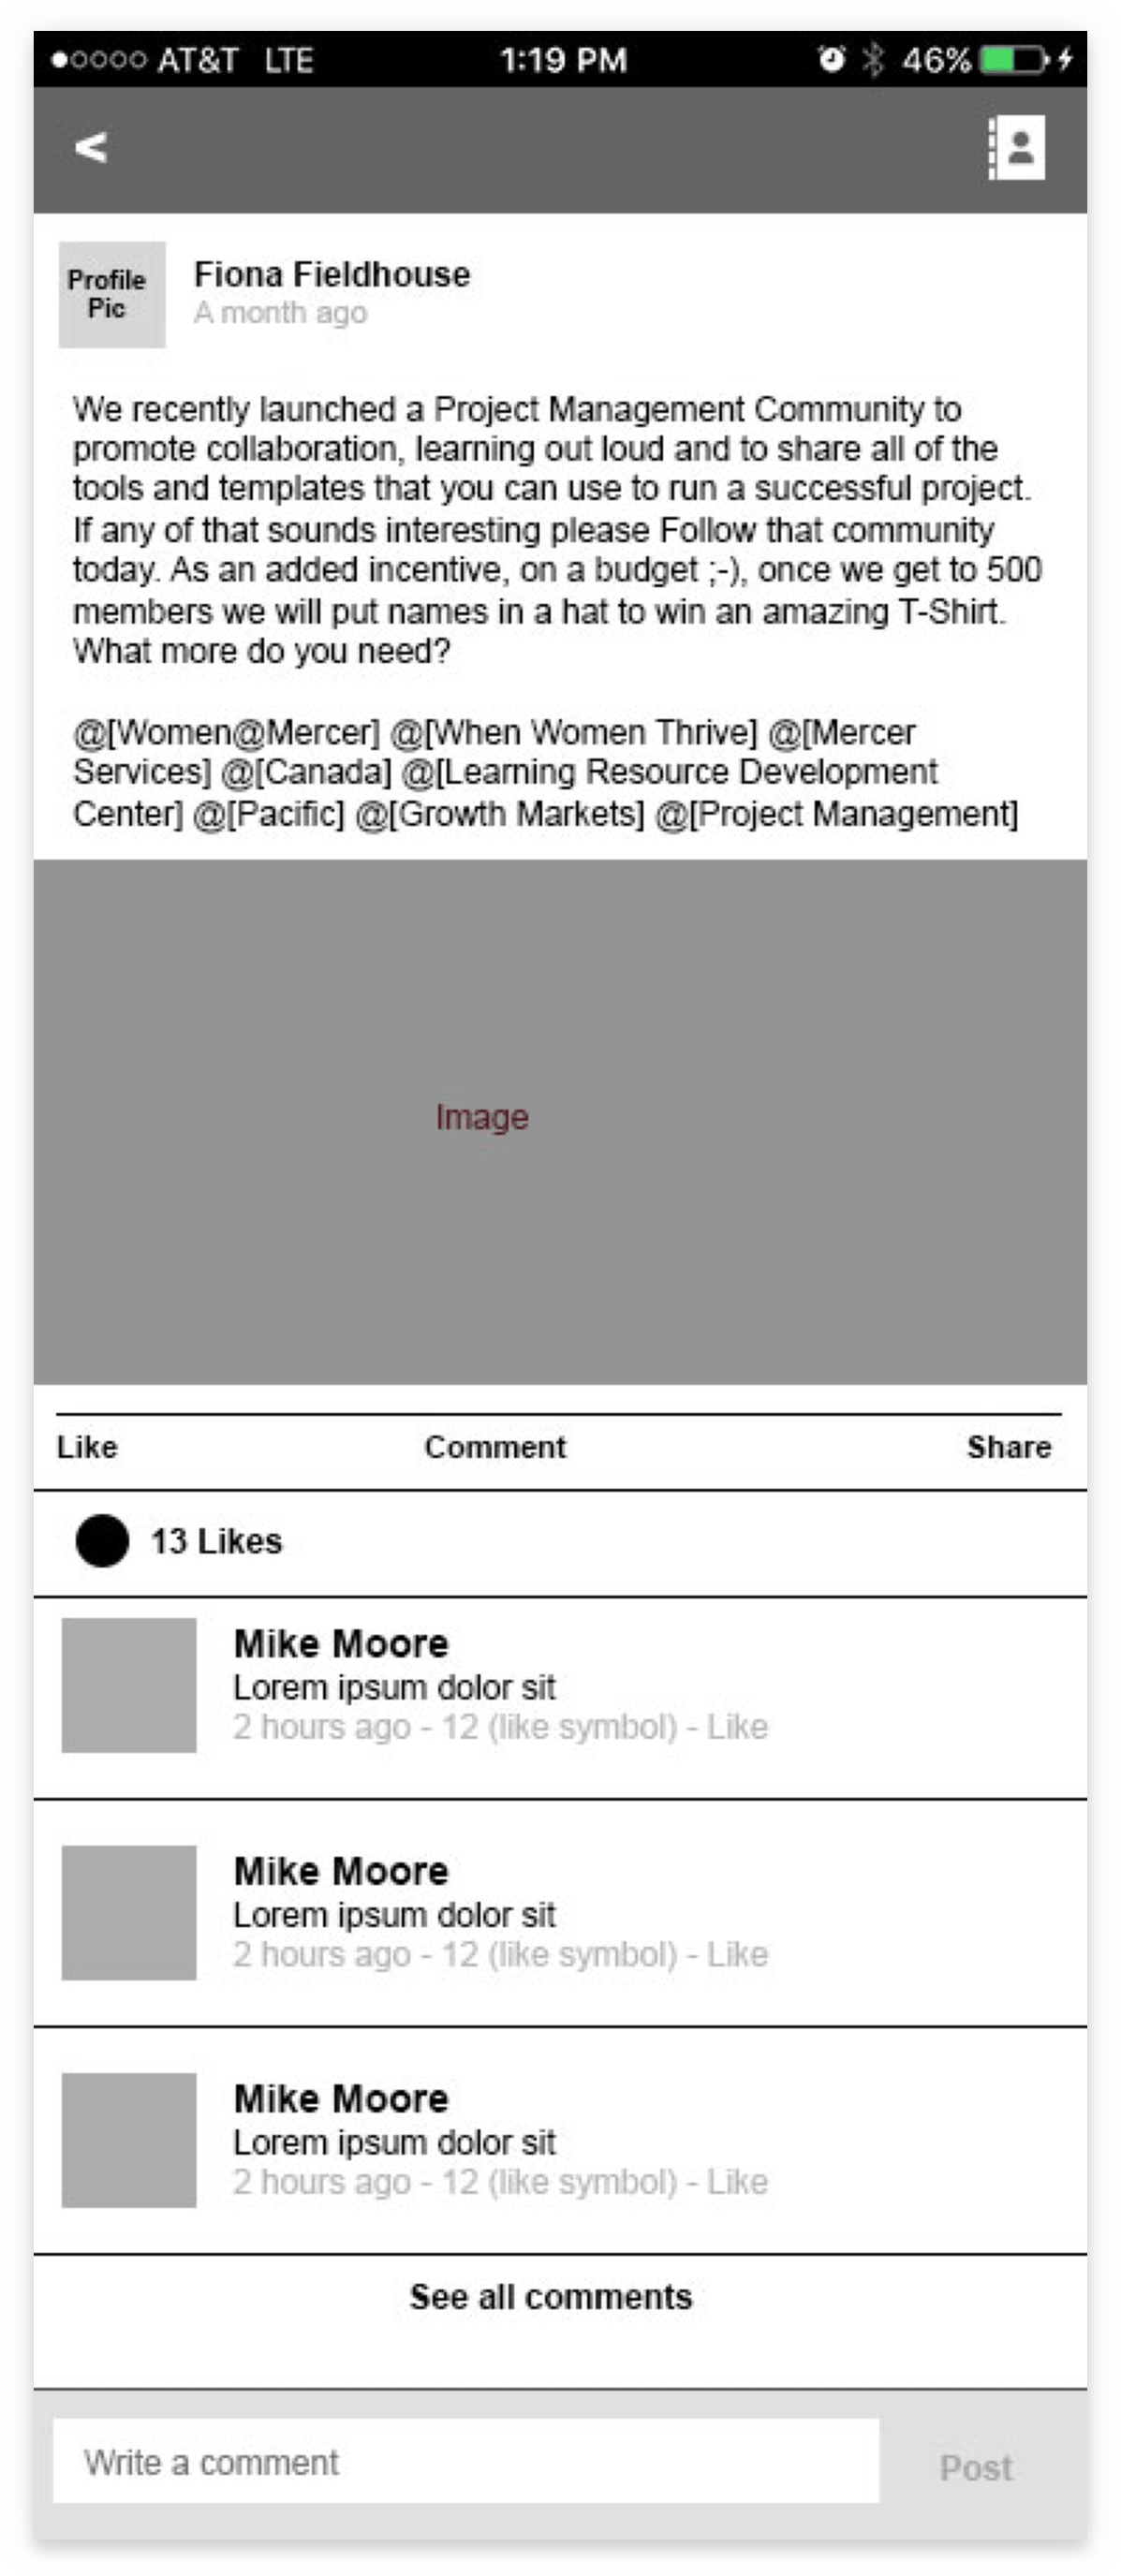 AT&T LTE 1:19 PM 46%
<
Profile
Pic
Fiona Fieldhouse
A month ago
We recently launched a Project Management Community to
promote collaboration, learning out loud and to share all of the
tools and templates that you can use to run a successful project.
If any of that sounds interesting please Follow that community
today. As an added incentive, on a budget ;-), once we get to 500
members we will put names in a hat to win an amazing T-Shirt.
What more do you need?
@[Women@Mercer] @[When Women Thrive] @[Mercer
Services] @[Canada] @[Learning Resource Development
Center] @[Pacific] @[Growth Markets] @[Project Management]
Image
Like Comment Share
13 Likes
Mike Moore
Lorem ipsum dolor sit
2 hours ago - 12 (like symbol) - Like
Mike Moore
Lorem ipsum dolor sit
2 hours ago - 12 (like symbol) - Like
Mike Moore
Lorem ipsum dolor sit
2 hours ago - 12 (like symbol) - Like
See all comments
Write a comment Post